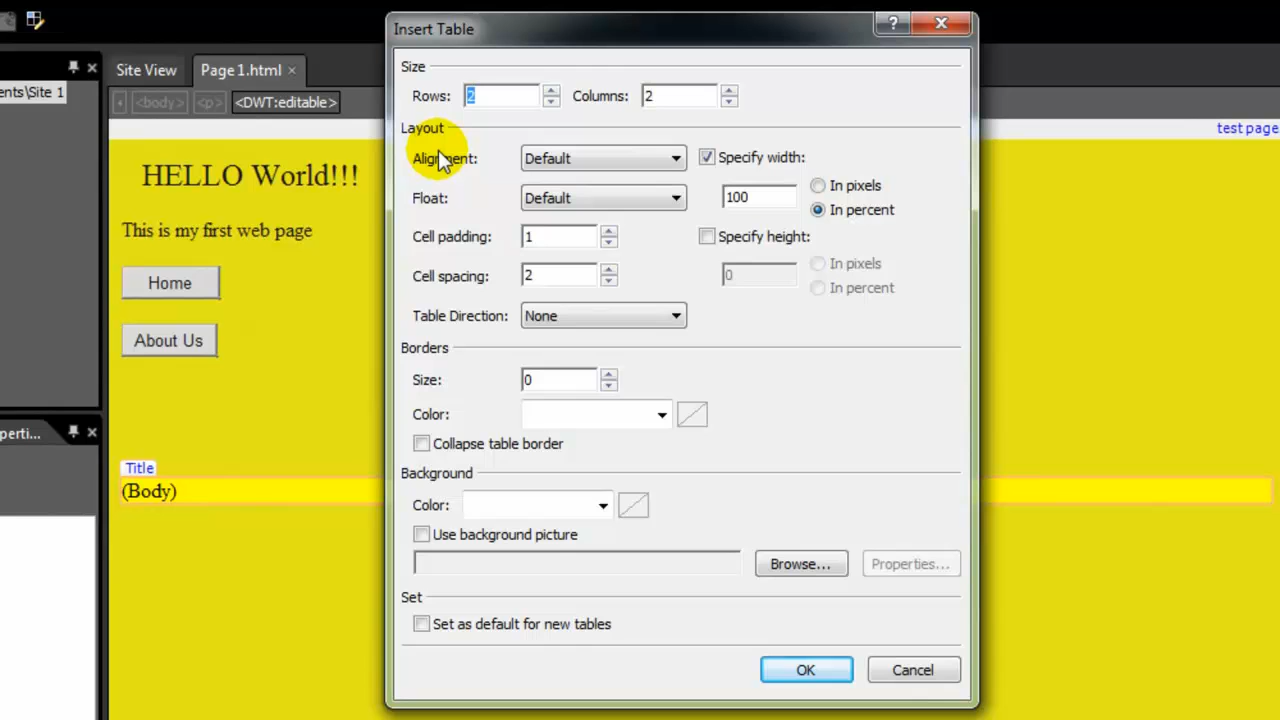 Insert Table
?
ents\Site 1
Site View
Page 1.html ×
<body> <p> <DWT:editable>
test page
HELLO World!!!
This is my first web page
Home
About Us
Title
(Body)
perti...
Size
Rows: 2 Columns: 2
Layout
Alignment: Default
Specify width:
Float: Default
100
In pixels
In percent
Cell padding: 1
Specify height:
Cell spacing: 2
0
In pixels
In percent
Table Direction: None
Borders
Size: 0
Color:
Collapse table border
Background
Color:
Use background picture
Browse... Properties...
Set
Set as default for new tables
OK Cancel